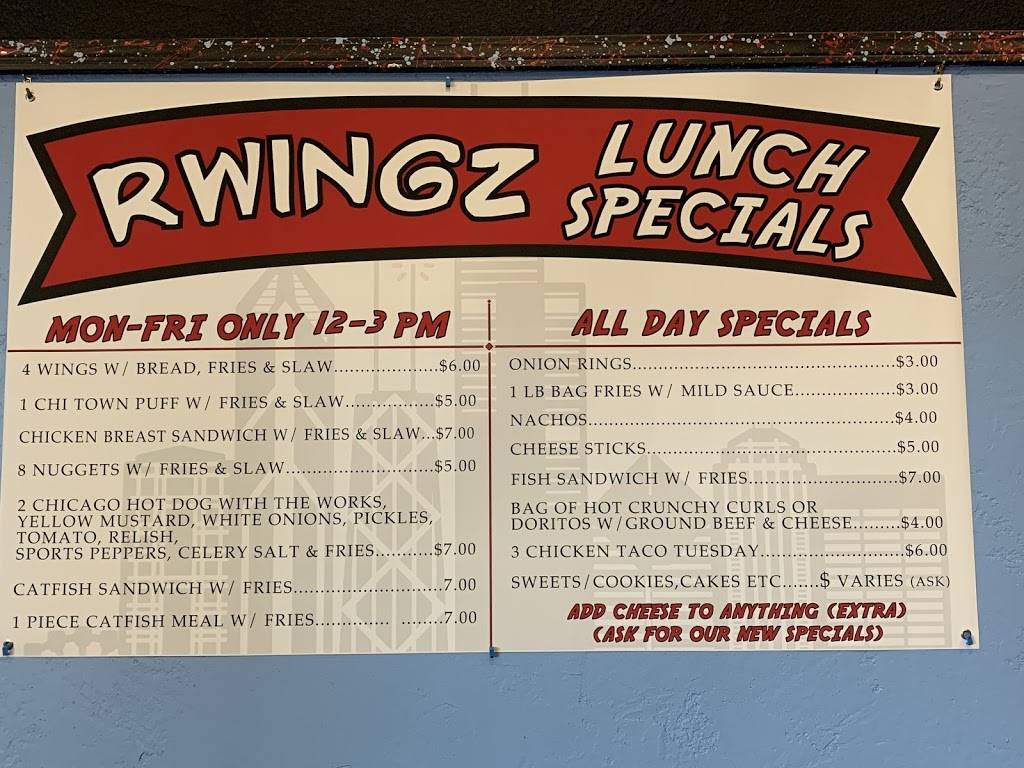 RWINGZ
LUNCH
SPECIALS
MON-FRI ONLY 12-3 PM
4 WINGS W/ BREAD, FRIES & SLAW...................$6.00
1 CHI TOWN PUFF W/ FRIES & SLAW...............$5.00
CHICKEN BREAST SANDWICH W/ FRIES & SLAW...$7.00
8 NUGGETS W/ FRIES & SLAW.........................$5.00
2 CHICAGO HOT DOG WITH THE WORKS,
YELLOW MUSTARD, WHITE ONIONS, PICKLES,
TOMATO, RELISH,
SPORTS PEPPERS, CELERY SALT & FRIES..........$7.00
CATFISH SANDWICH W/ FRIES..........................7.00
1 PIECE CATFISH MEAL W/ FRIES.............. ........7.00
ALL DAY SPECIALS
ONION RINGS..............................................$3.00
1 LB BAG FRIES W/ MILD SAUCE..................$3.00
NACHOS......................................................$4.00
CHEESE STICKS............................................$5.00
FISH SANDWICH W/ FRIES..........................$7.00
BAG OF HOT CRUNCHY CURLS OR
DORITOS W/GROUND BEEF & CHEESE.........$4.00
3 CHICKEN TACO TUESDAY.........................$6.00
SWEETS/COOKIES,CAKES ETC......$ VARIES (ASK)
ADD CHEESE TO ANYTHING (EXTRA)
(ASK FOR OUR NEW SPECIALS)